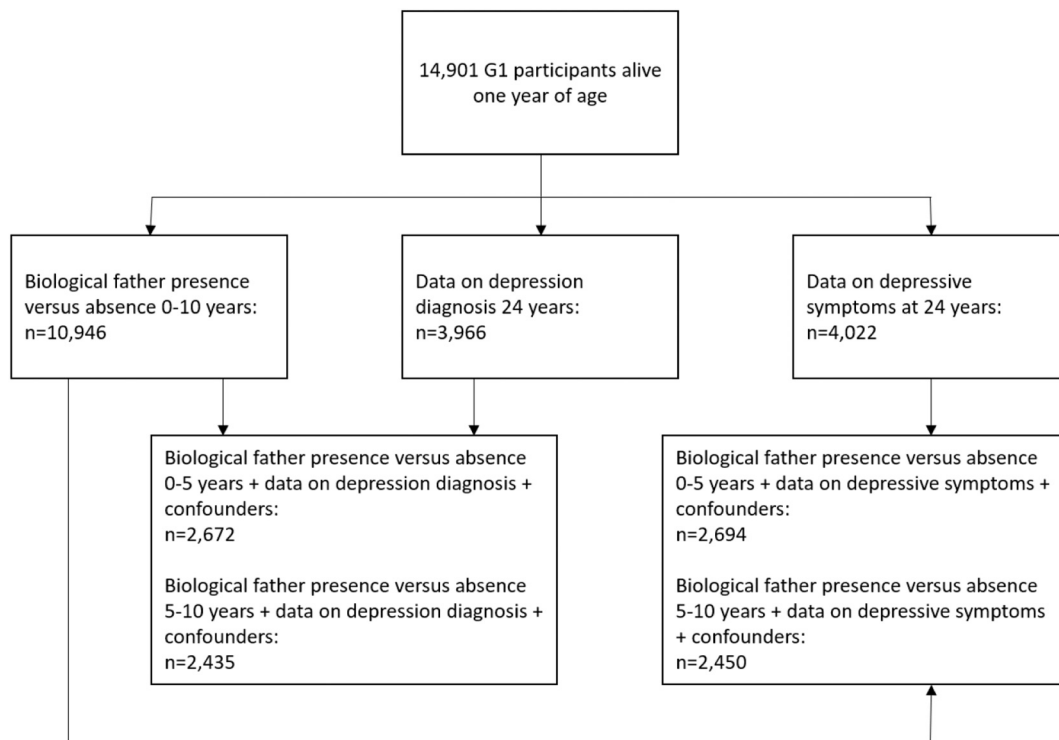 14,901 G1 participants alive
one year of age
Biological father presence
versus absence 0-10 years:
n=10,946
Data on depression
diagnosis 24 years:
n=3,966
Data on depressive
symptoms at 24 years:
n=4,022
Biological father presence versus absence
0-5 years + data on depression diagnosis +
confounders:
n=2,672
Biological father presence versus absence
5-10 years + data on depression diagnosis +
confounders:
n=2,435
Biological father presence versus absence
0-5 years + data on depressive symptoms +
confounders:
n=2,694
Biological father presence versus absence
5-10 years + data on depressive symptoms
+ confounders:
n=2,450